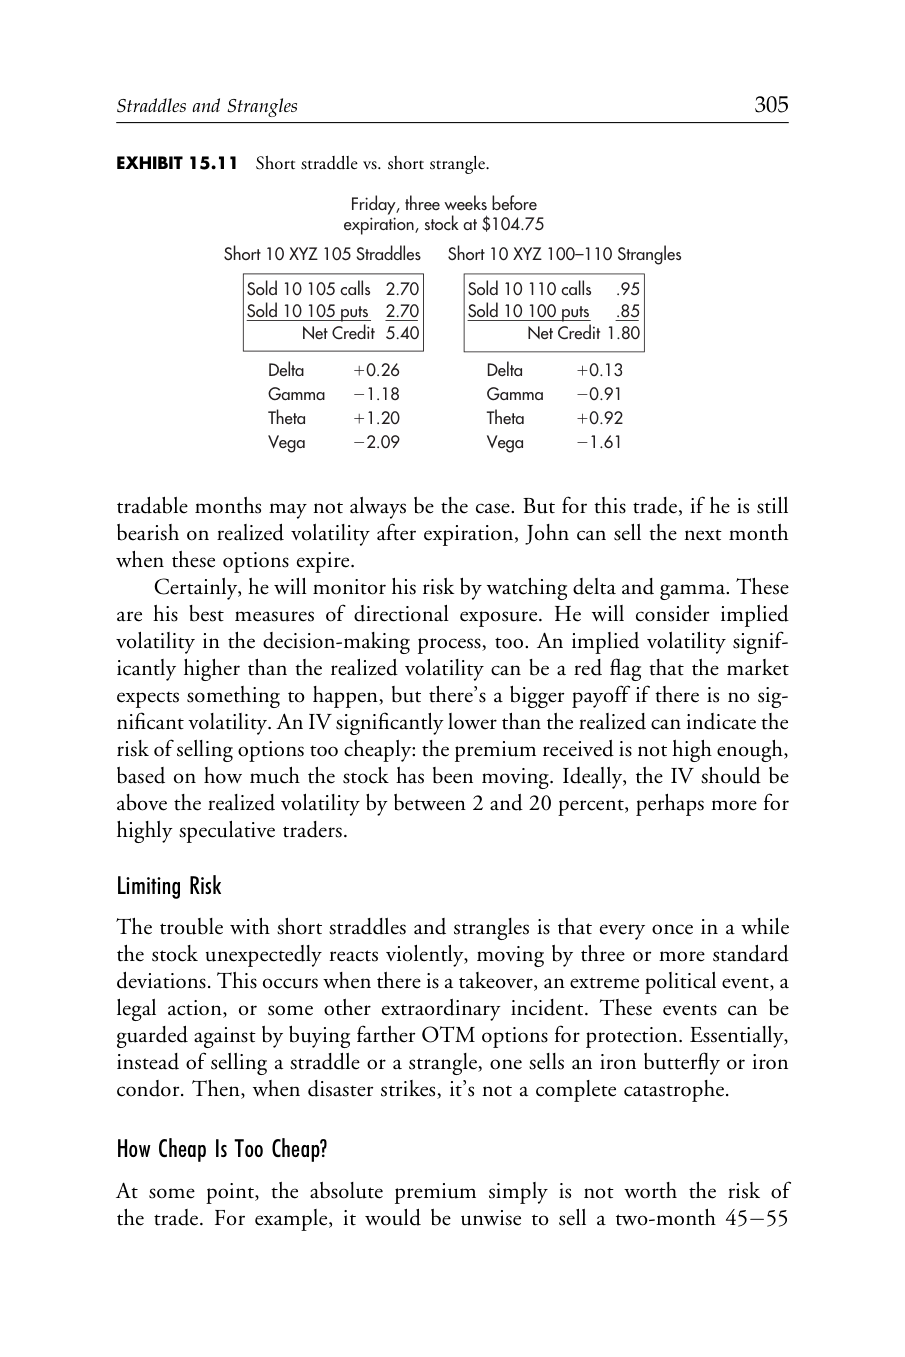 Straddles and Strangles 305
EXHIBIT 15.11 Short straddle vs. short strangle.
Friday, three weeks before
expiration, stock at $104.75
Short 10 XYZ 105 Straddles Short 10 XYZ 100–110 Strangles
Sold 10 105 calls 2.70 Sold 10 110 calls .95
Sold 10 105 puts 2.70 Sold 10 100 puts .85
Net Credit 5.40 Net Credit 1.80
Delta +0.26 Delta +0.13
Gamma −1.18 Gamma −0.91
Theta +1.20 Theta +0.92
Vega −2.09 Vega −1.61
tradable months may not always be the case. But for this trade, if he is still
bearish on realized volatility after expiration, John can sell the next month
when these options expire.
Certainly, he will monitor his risk by watching delta and gamma. These
are his best measures of directional exposure. He will consider implied
volatility in the decision-making process, too. An implied volatility signif-
icantly higher than the realized volatility can be a red flag that the market
expects something to happen, but there’s a bigger payoff if there is no sig-
nificant volatility. An IV significantly lower than the realized can indicate the
risk of selling options too cheaply: the premium received is not high enough,
based on how much the stock has been moving. Ideally, the IV should be
above the realized volatility by between 2 and 20 percent, perhaps more for
highly speculative traders.
Limiting Risk
The trouble with short straddles and strangles is that every once in a while
the stock unexpectedly reacts violently, moving by three or more standard
deviations. This occurs when there is a takeover, an extreme political event, a
legal action, or some other extraordinary incident. These events can be
guarded against by buying farther OTM options for protection. Essentially,
instead of selling a straddle or a strangle, one sells an iron butterfly or iron
condor. Then, when disaster strikes, it’s not a complete catastrophe.
How Cheap Is Too Cheap?
At some point, the absolute premium simply is not worth the risk of
the trade. For example, it would be unwise to sell a two-month 45–55